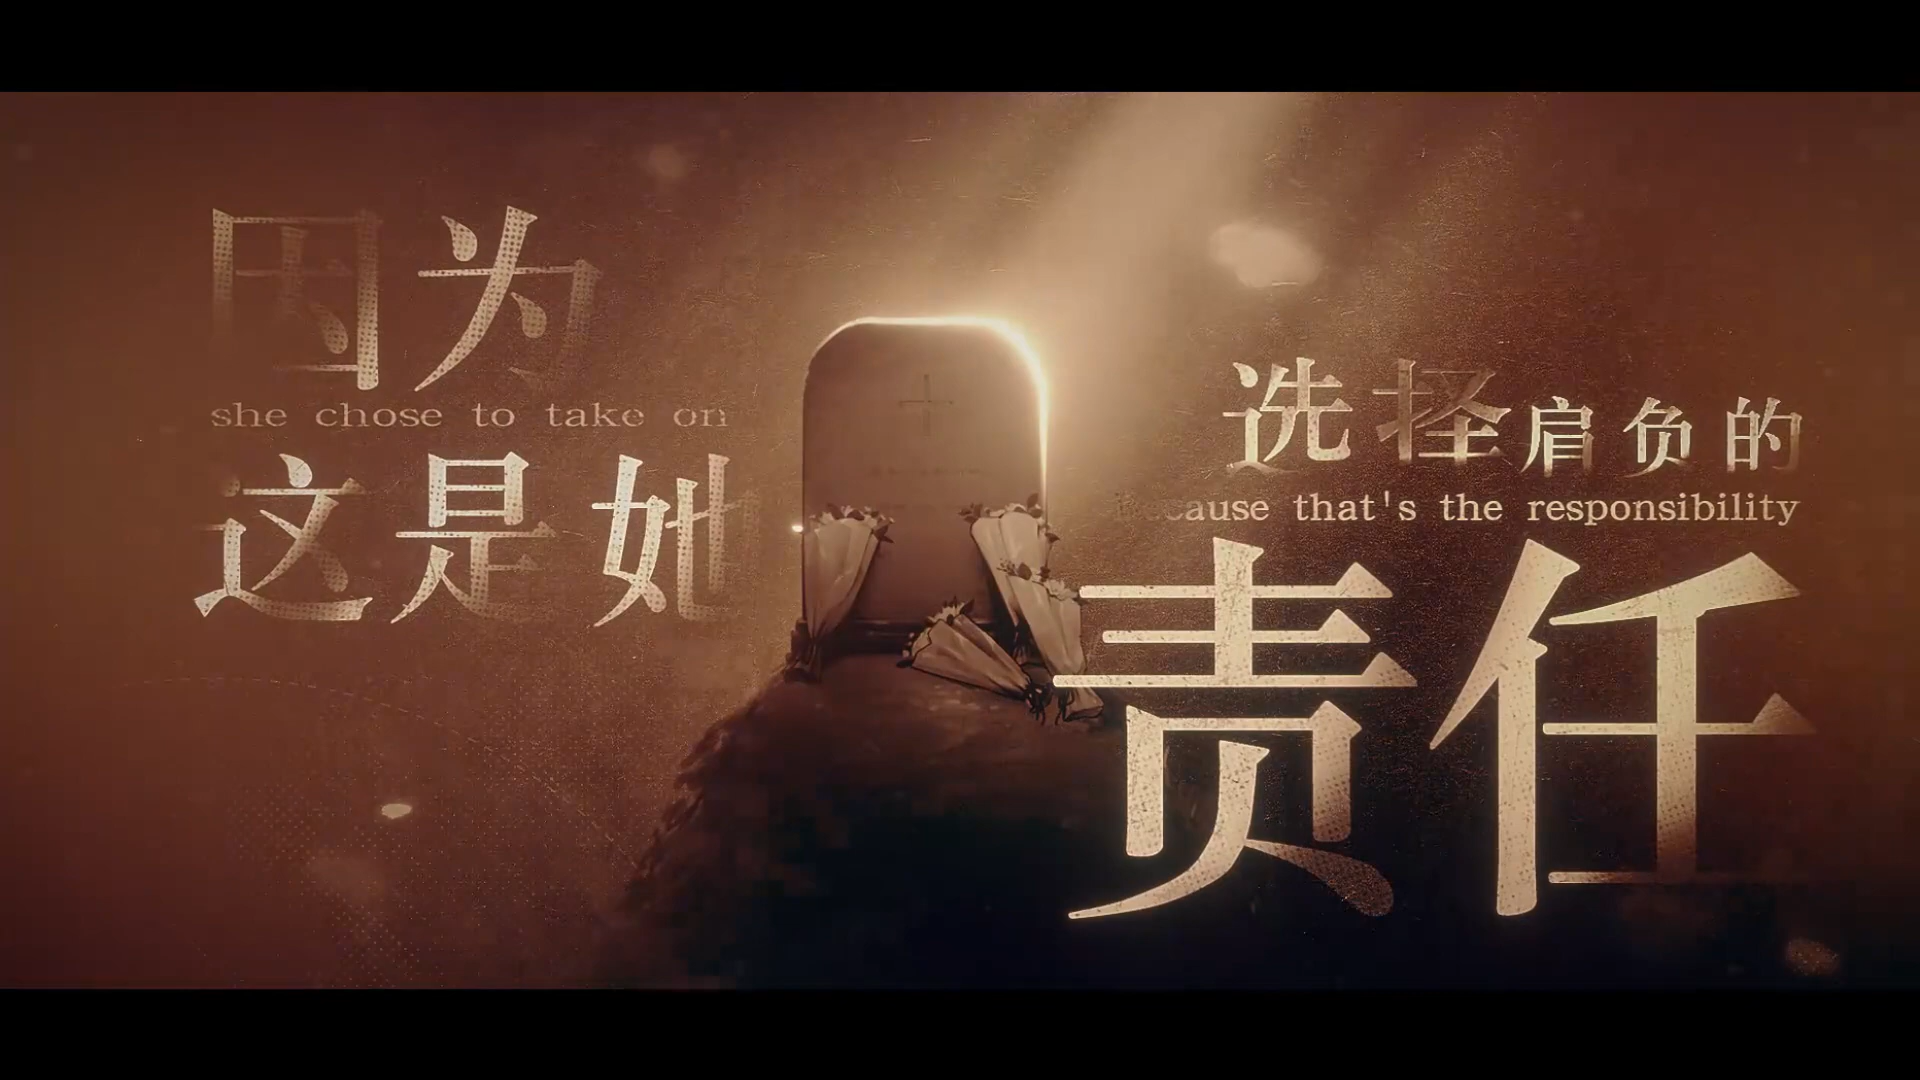 因为
she chose to take on
这是她
选择肩负的
Because that's the responsibility
责任